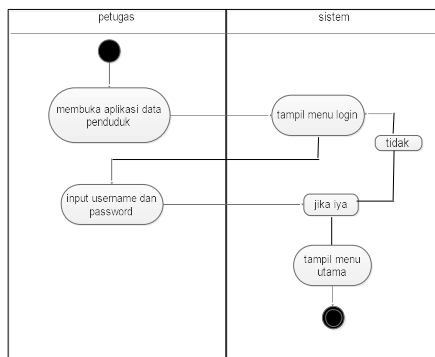 petugas
sistem
membuka aplikasi data
penduduk
tampil menu login
tidak
input username dan
password
jika iya
tampil menu
utama